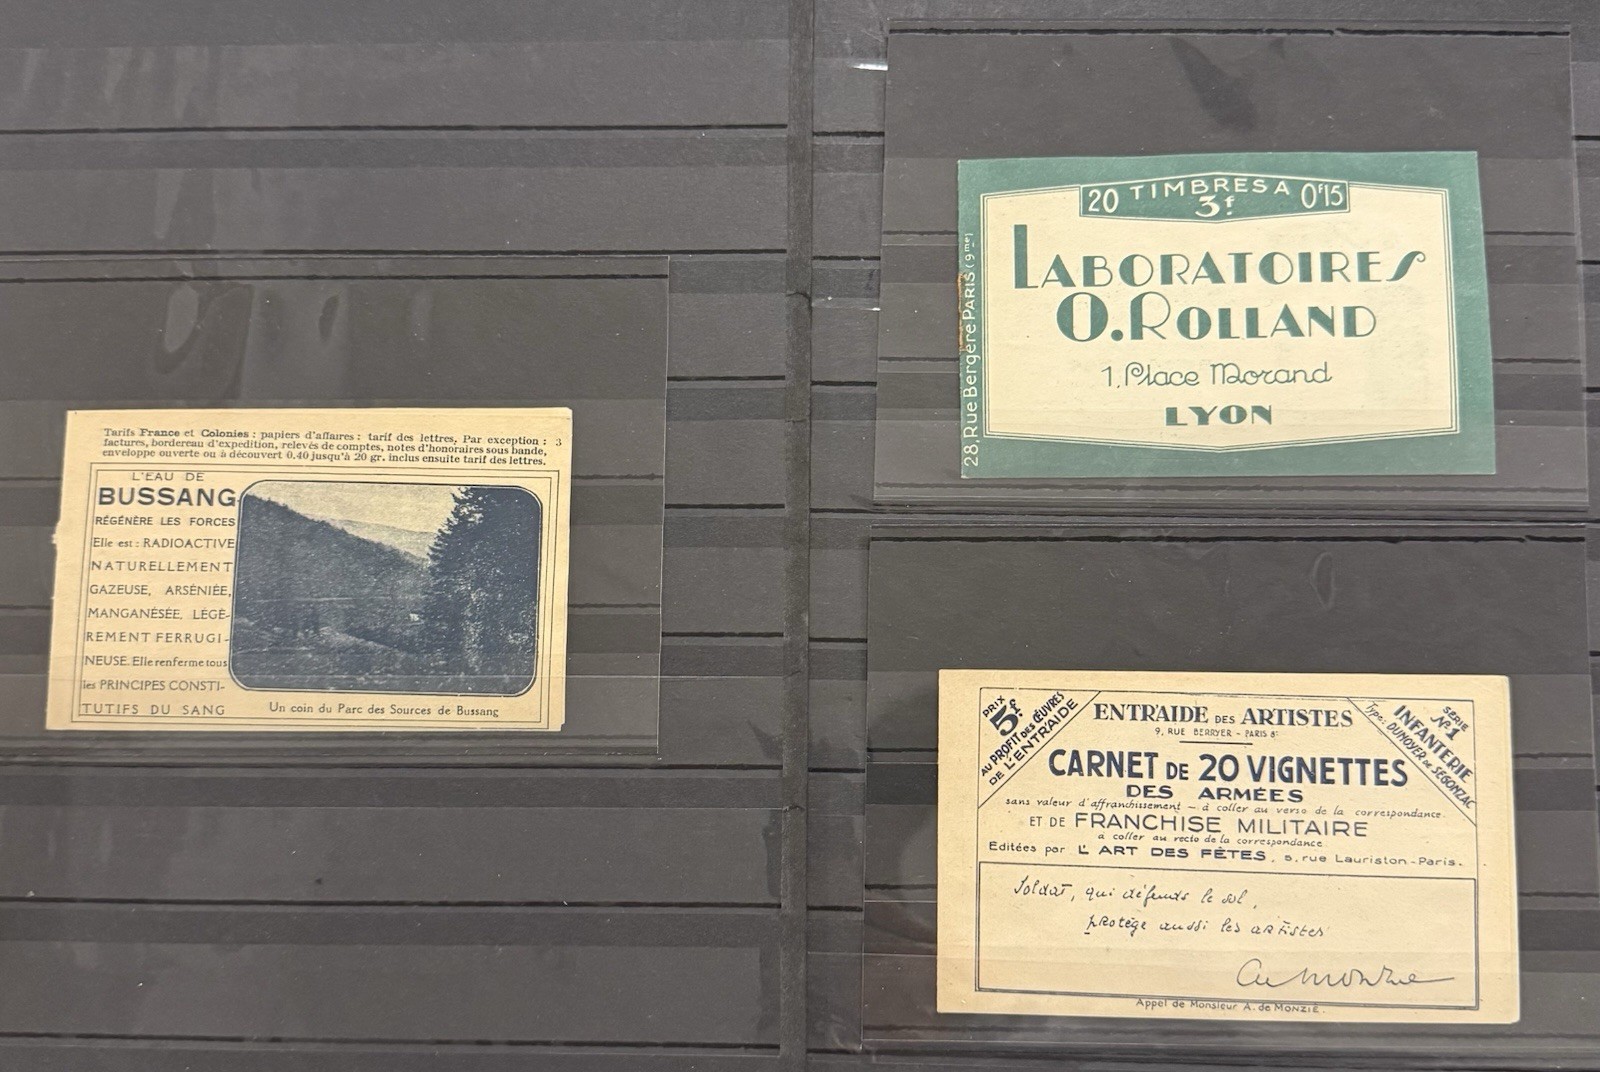 Tarifs France et Colonies : papiers d'affaires : tarif des lettres. Par exception : 3
factures, bordereau d'expédition, relevés de comptes, notes d'honoraires sous bande,
enveloppe ouverte ou à découvert 0.40 jusqu'à 20 gr. inclus ensuite tarif des lettres.
L'EAU DE
BUSSANG
RÉGÉNÈRE LES FORCES
Elle est : RADIOACTIVE
NATURELLEMENT
GAZEUSE, ARSÉNIÉE,
MANGANÉSÉE, LÉGÈ-
REMENT FERRUGI-
NEUSE. Elle renferme tous
les PRINCIPES CONSTI-
TUTIFS DU SANG
Un coin du Parc des Sources de Bussang
20 TIMBRES A 0f15
3f.
LABORATOIRES
O. ROLLAND
1, Place Morand
LYON
28, Rue Bergère PARIS (9me)
PRIX
5f.
AU PROFIT DES ŒUVRES
DE L'ENTR'AIDE
ENTR'AIDE DES ARTISTES
9, RUE BERRYER - PARIS 8e
SÉRIE
No 1
INFANTERIE
Type : DUNOYER DE SEGONZAC
CARNET DE 20 VIGNETTES
DES ARMÉES
sans valeur d'affranchissement - à coller au verso de la correspondance.
ET DE FRANCHISE MILITAIRE
a coller au recto de la correspondance
Editées par L'ART DES FÊTES, 5, rue Lauriston-Paris.
Soldat, qui défends le sol,
protège aussi les artistes
A de Monzie
Appel de Monsieur A. de MONZIE.